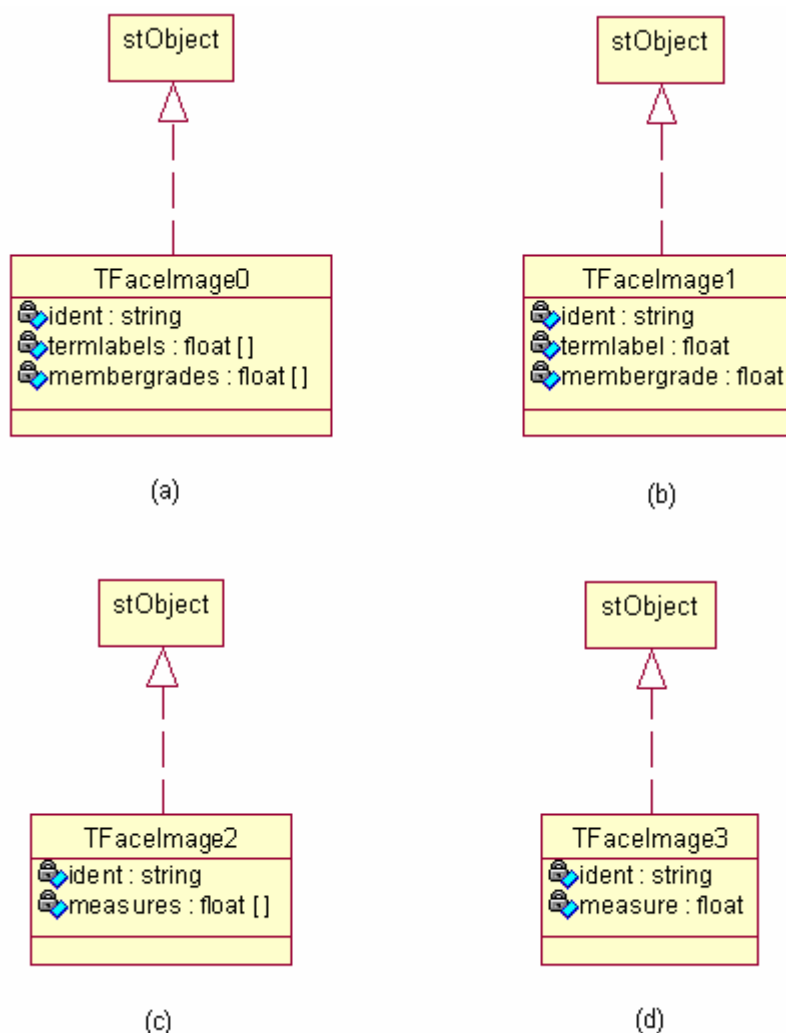 stObject
TFaceImage0
ident : string
termlabels : float [ ]
membergrades : float [ ]
(a)
stObject
TFaceImage1
ident : string
termlabel : float
membergrade : float
(b)
stObject
TFaceImage2
ident : string
measures : float [ ]
(c)
stObject
TFaceImage3
ident : string
measure : float
(d)